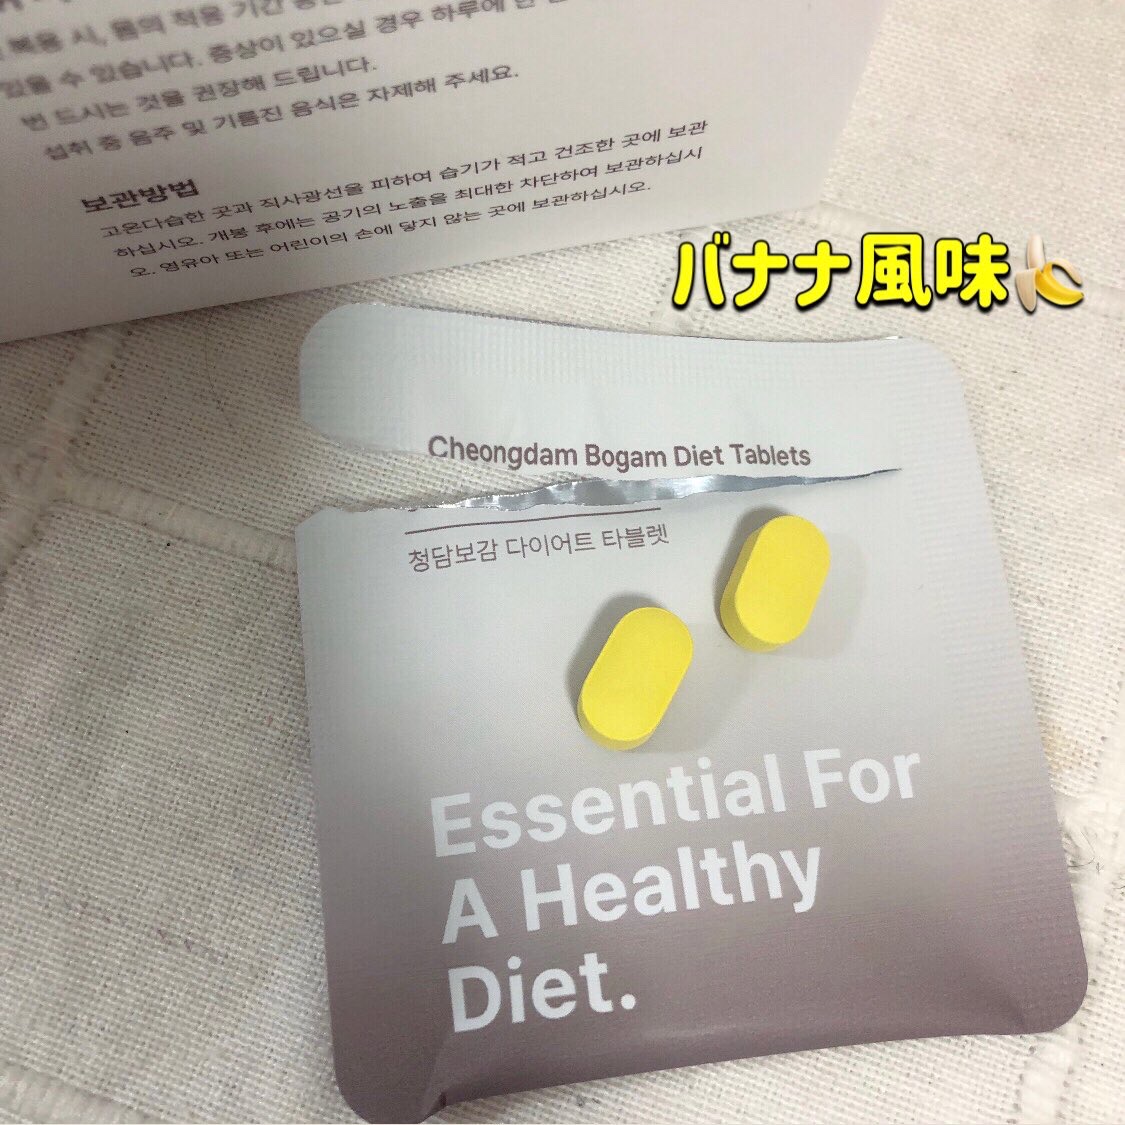 복용 시, 몸의 적응 기간
있을 수 있습니다. 증상이 있으실 경우 하루에 한
번 드시는 것을 권장해 드립니다.
섭취 중 음주 및 기름진 음식은 자제해 주세요.
보관방법
고온다습한 곳과 직사광선을 피하여 습기가 적고 건조한 곳에 보관
하십시오. 개봉 후에는 공기의 노출을 최대한 차단하여 보관하십시
오. 영유아 또는 어린이의 손에 닿지 않는 곳에 보관하십시오.
バナナ風味🍌
Cheongdam Bogam Diet Tablets
청담보감 다이어트 타블렛
Essential For
A Healthy
Diet.